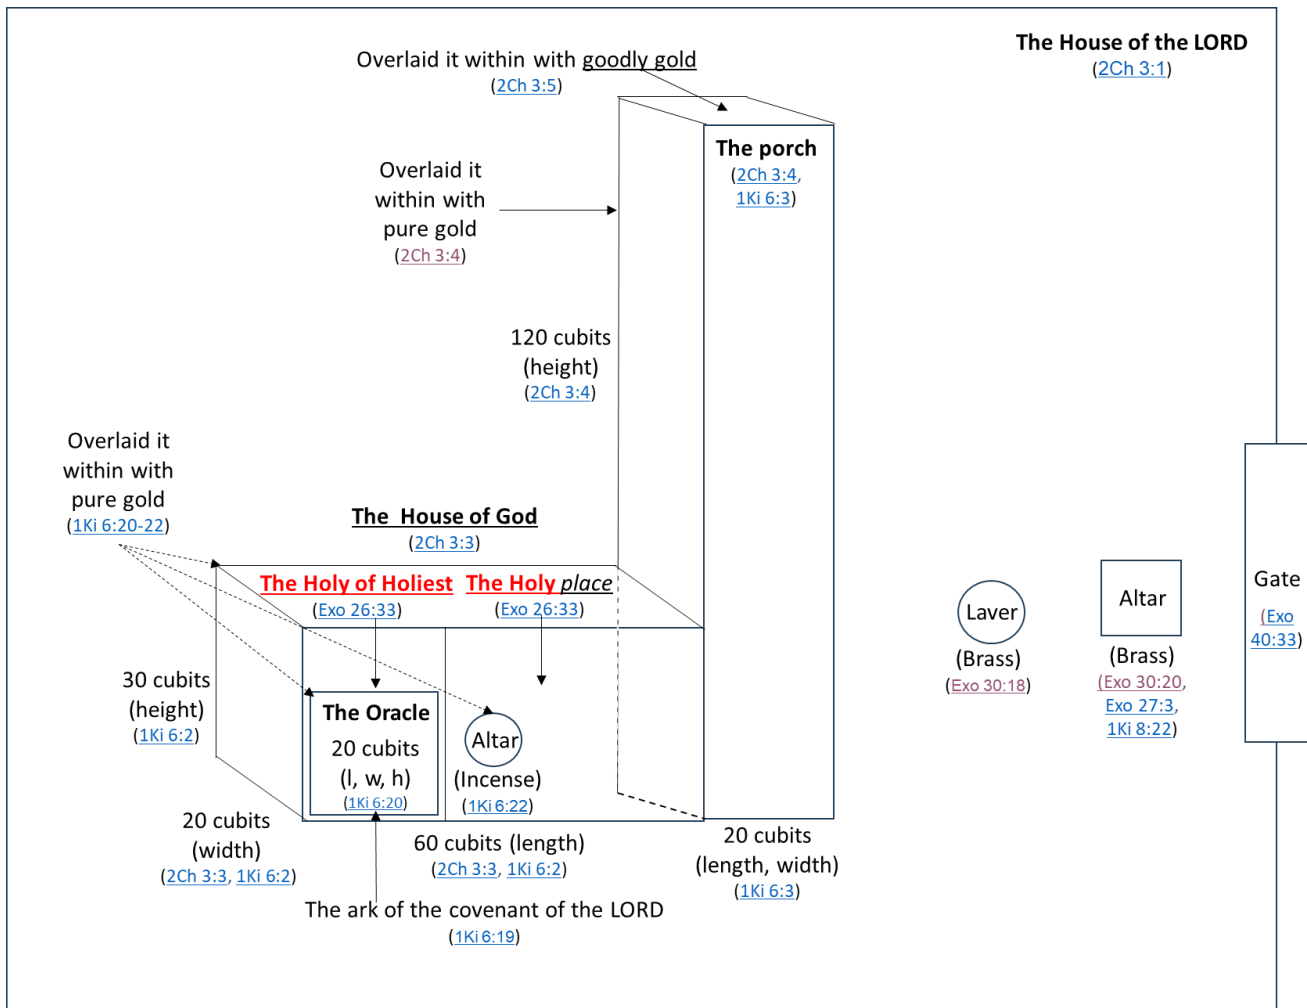 The House of the LORD
(2Ch 3:1)
Overlaid it within with goodly gold
(2Ch 3:5)
The porch
(2Ch 3:4,
1Ki 6:3)
Overlaid it
within with
pure gold
(2Ch 3:4)
120 cubits
(height)
(2Ch 3:4)
Overlaid it
within with
pure gold
(1Ki 6:20-22)
The House of God
(2Ch 3:3)
The Holy of Holiest
(Exo 26:33)
The Holy place
(Exo 26:33)
30 cubits
(height)
(1Ki 6:2)
The Oracle
20 cubits
(l, w, h)
(1Ki 6:20)
Altar
(Incense)
(1Ki 6:22)
20 cubits
(width)
(2Ch 3:3, 1Ki 6:2)
60 cubits (length)
(2Ch 3:3, 1Ki 6:2)
20 cubits
(length, width)
(1Ki 6:3)
The ark of the covenant of the LORD
(1Ki 6:19)
Laver
(Brass)
(Exo 30:18)
Altar
(Brass)
(Exo 30:20,
Exo 27:3,
1Ki 8:22)
Gate
(Exo
40:33)